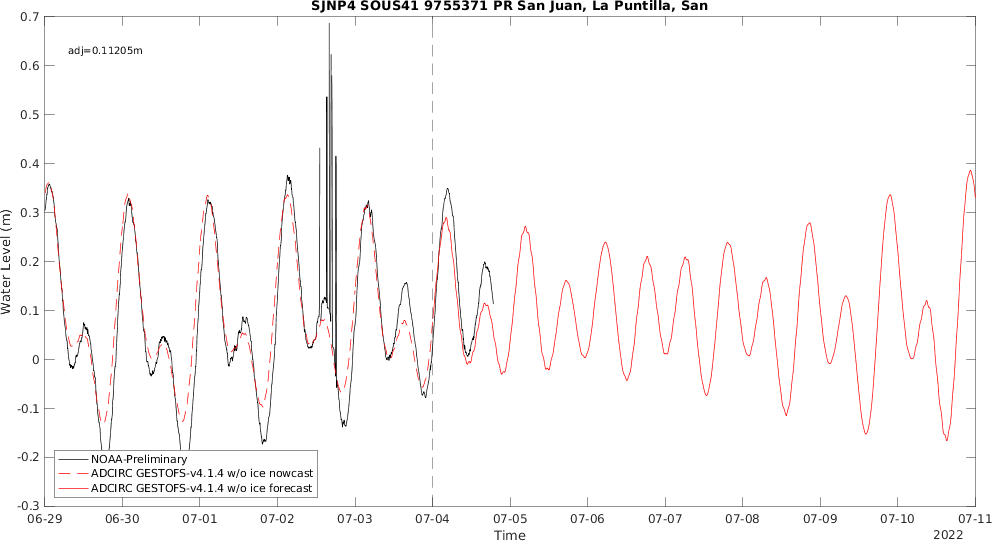 SJNP4 SOUS41 9755371 PR San Juan, La Puntilla, San
adj=0.11205m
0.7
0.6
0.5
0.4
0.3
0.2
0.1
0
-0.1
-0.2
-0.3
Water Level (m)
NOAA-Preliminary
ADCIRC GESTOFS-v4.1.4 w/o ice nowcast
ADCIRC GESTOFS-v4.1.4 w/o ice forecast
06-29 06-30 07-01 07-02 07-03 07-04 07-05 07-06 07-07 07-08 07-09 07-10 07-11
Time
2022